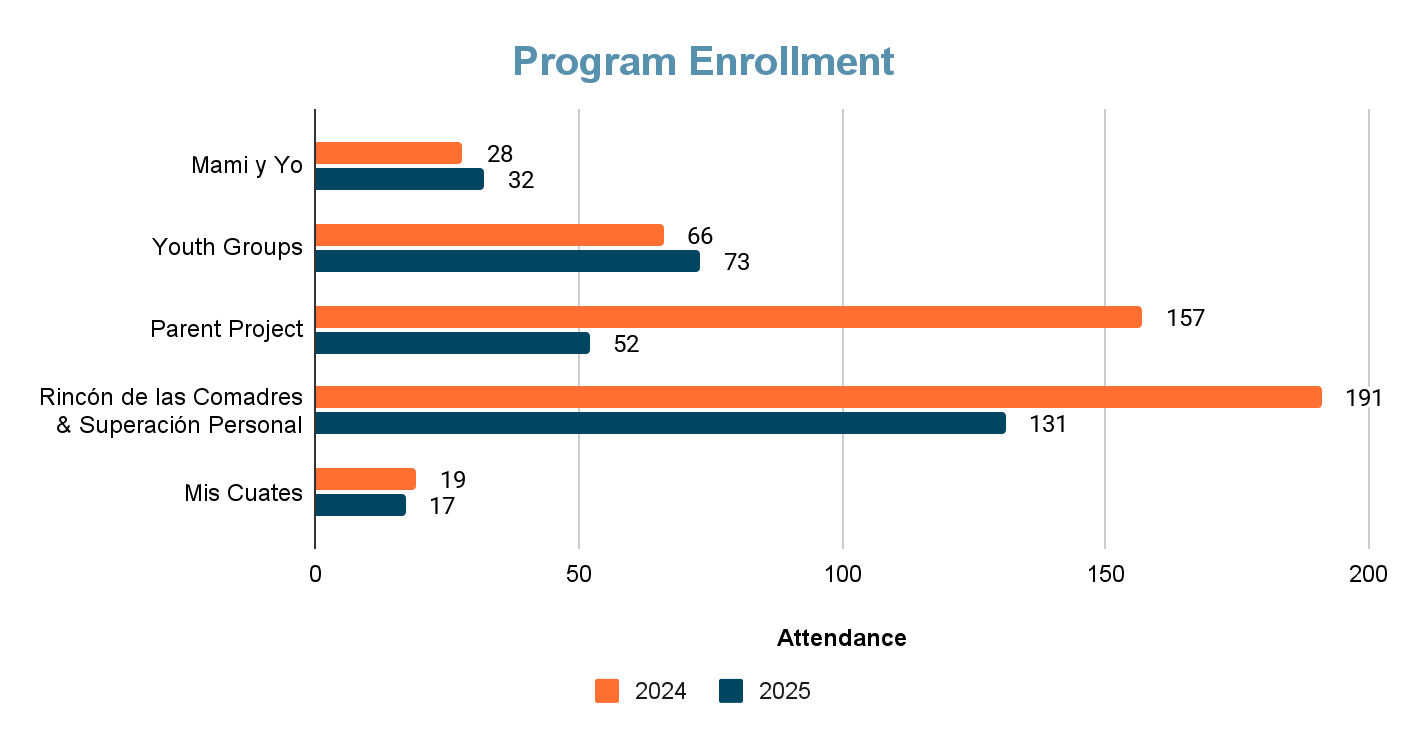 Program Enrollment
Mami y Yo
28
32
Youth Groups
66
73
Parent Project
157
52
Rincón de las Comadres
& Superación Personal
191
131
Mis Cuates
19
17
0
50
100
150
200
Attendance
2024
2025